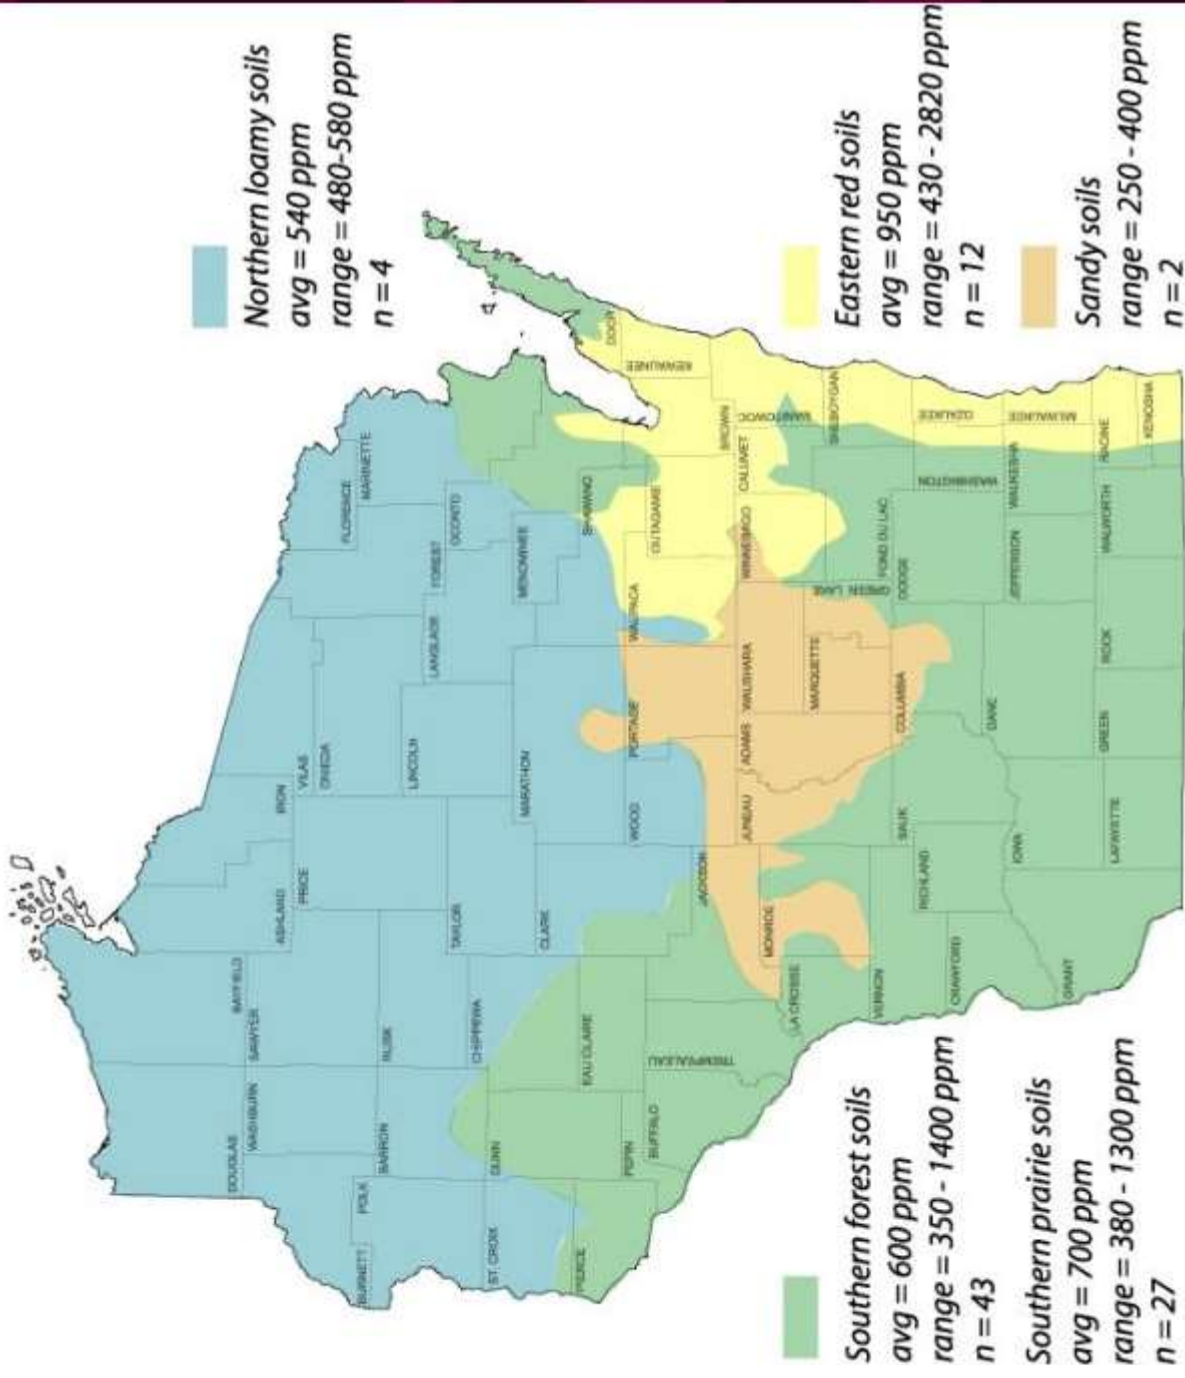 Northern loamy soils
avg = 540 ppm
range = 480-580 ppm
n = 4
DOUGLAS
BAYFIELD
WASHBURN
SAWYER
ASHLAND
IRON
PRICE
VILAS
ONEIDA
FLORENCE
BURNETT
POLK
MARINETTE
BARRON
RUSK
LINCOLN
LANGLADE
FOREST
TAYLOR
OCONTO
CHIPPEWA
ST. CROIX
DUNN
MARATHON
MENOMINEE
CLARK
PIERCE
EAU CLAIRE
SHAWANO
DOOR
PEPIN
WOOD
PORTAGE
WAUPACA
BUFFALO
TREMPEALEAU
OUTAGAMIE
KEWAUNEE
JACKSON
BROWN
JUNEAU
ADAMS
WAUSHARA
WINNEBAGO
CALUMET
MANITOWOC
MONROE
LA CROSSE
MARQUETTE
GREEN LAKE
SHEBOYGAN
VERNON
FOND DU LAC
SAUK
COLUMBIA
DODGE
RICHLAND
WASHINGTON
OZAUKEE
CRAWFORD
DANE
IOWA
JEFFERSON
WAUKESHA
MILWAUKEE
GRANT
GREEN
ROCK
WALWORTH
RACINE
LAFAYETTE
KENOSHA
Eastern red soils
avg = 950 ppm
range = 430 - 2820 ppm
n = 12
Sandy soils
range = 250 - 400 ppm
n = 2
Southern forest soils
avg = 600 ppm
range = 350 - 1400 ppm
n = 43
Southern prairie soils
avg = 700 ppm
range = 380 - 1300 ppm
n = 27